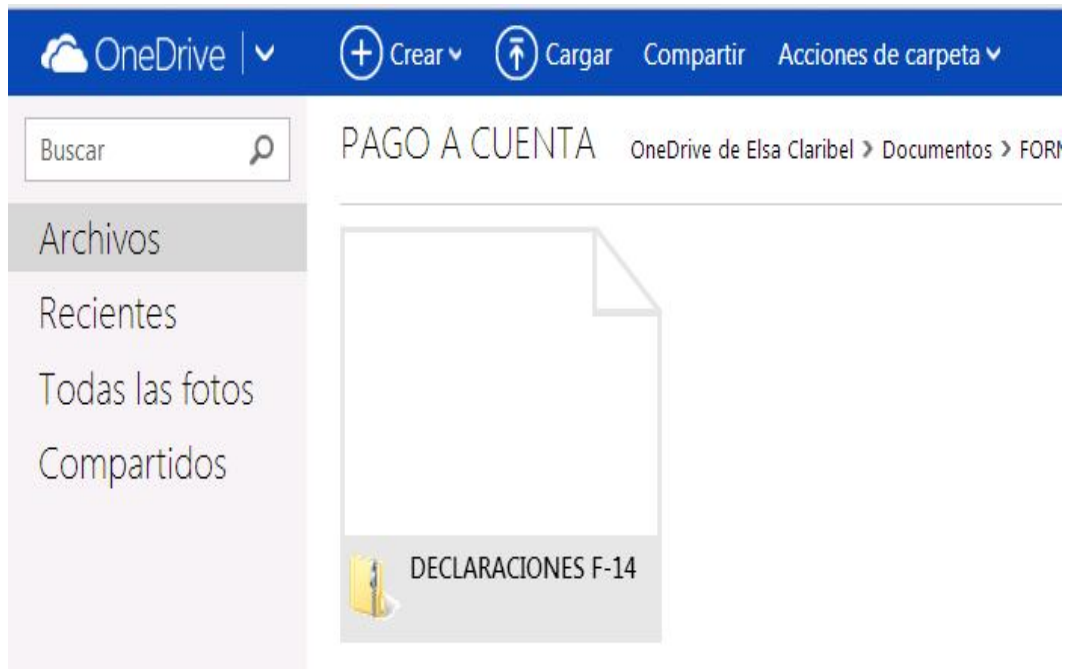 OneDrive | Crear Cargar Compartir Acciones de carpeta
Buscar
PAGO A CUENTA OneDrive de Elsa Claribel > Documentos >
Archivos
Recientes
Todas las fotos
Compartidos
DECLARACIONES F-14